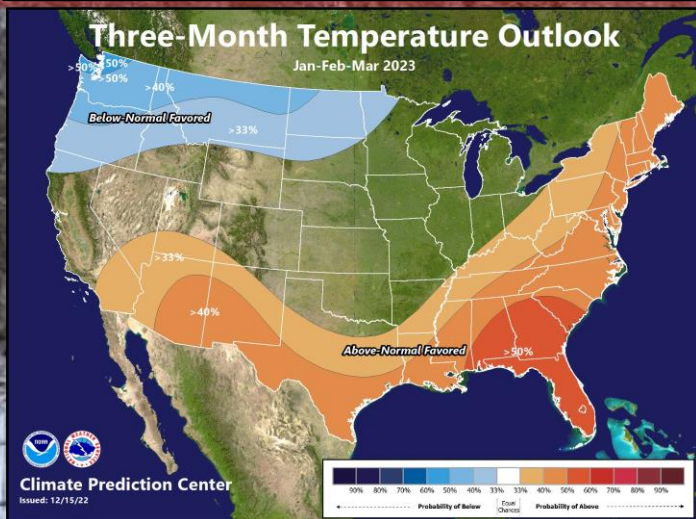 Three-Month Temperature Outlook
Jan-Feb-Mar 2023
>50%
>50%
>50%
>40%
Below-Normal Favored
>33%
>33%
>40%
Above-Normal Favored
>50%
NOAA
Climate Prediction Center
Issued: 12/15/22
90% 80% 70% 60% 50% 40% 33% 33% 40% 50% 60% 70% 80% 90%
Probability of Below Equal Chances Probability of Above